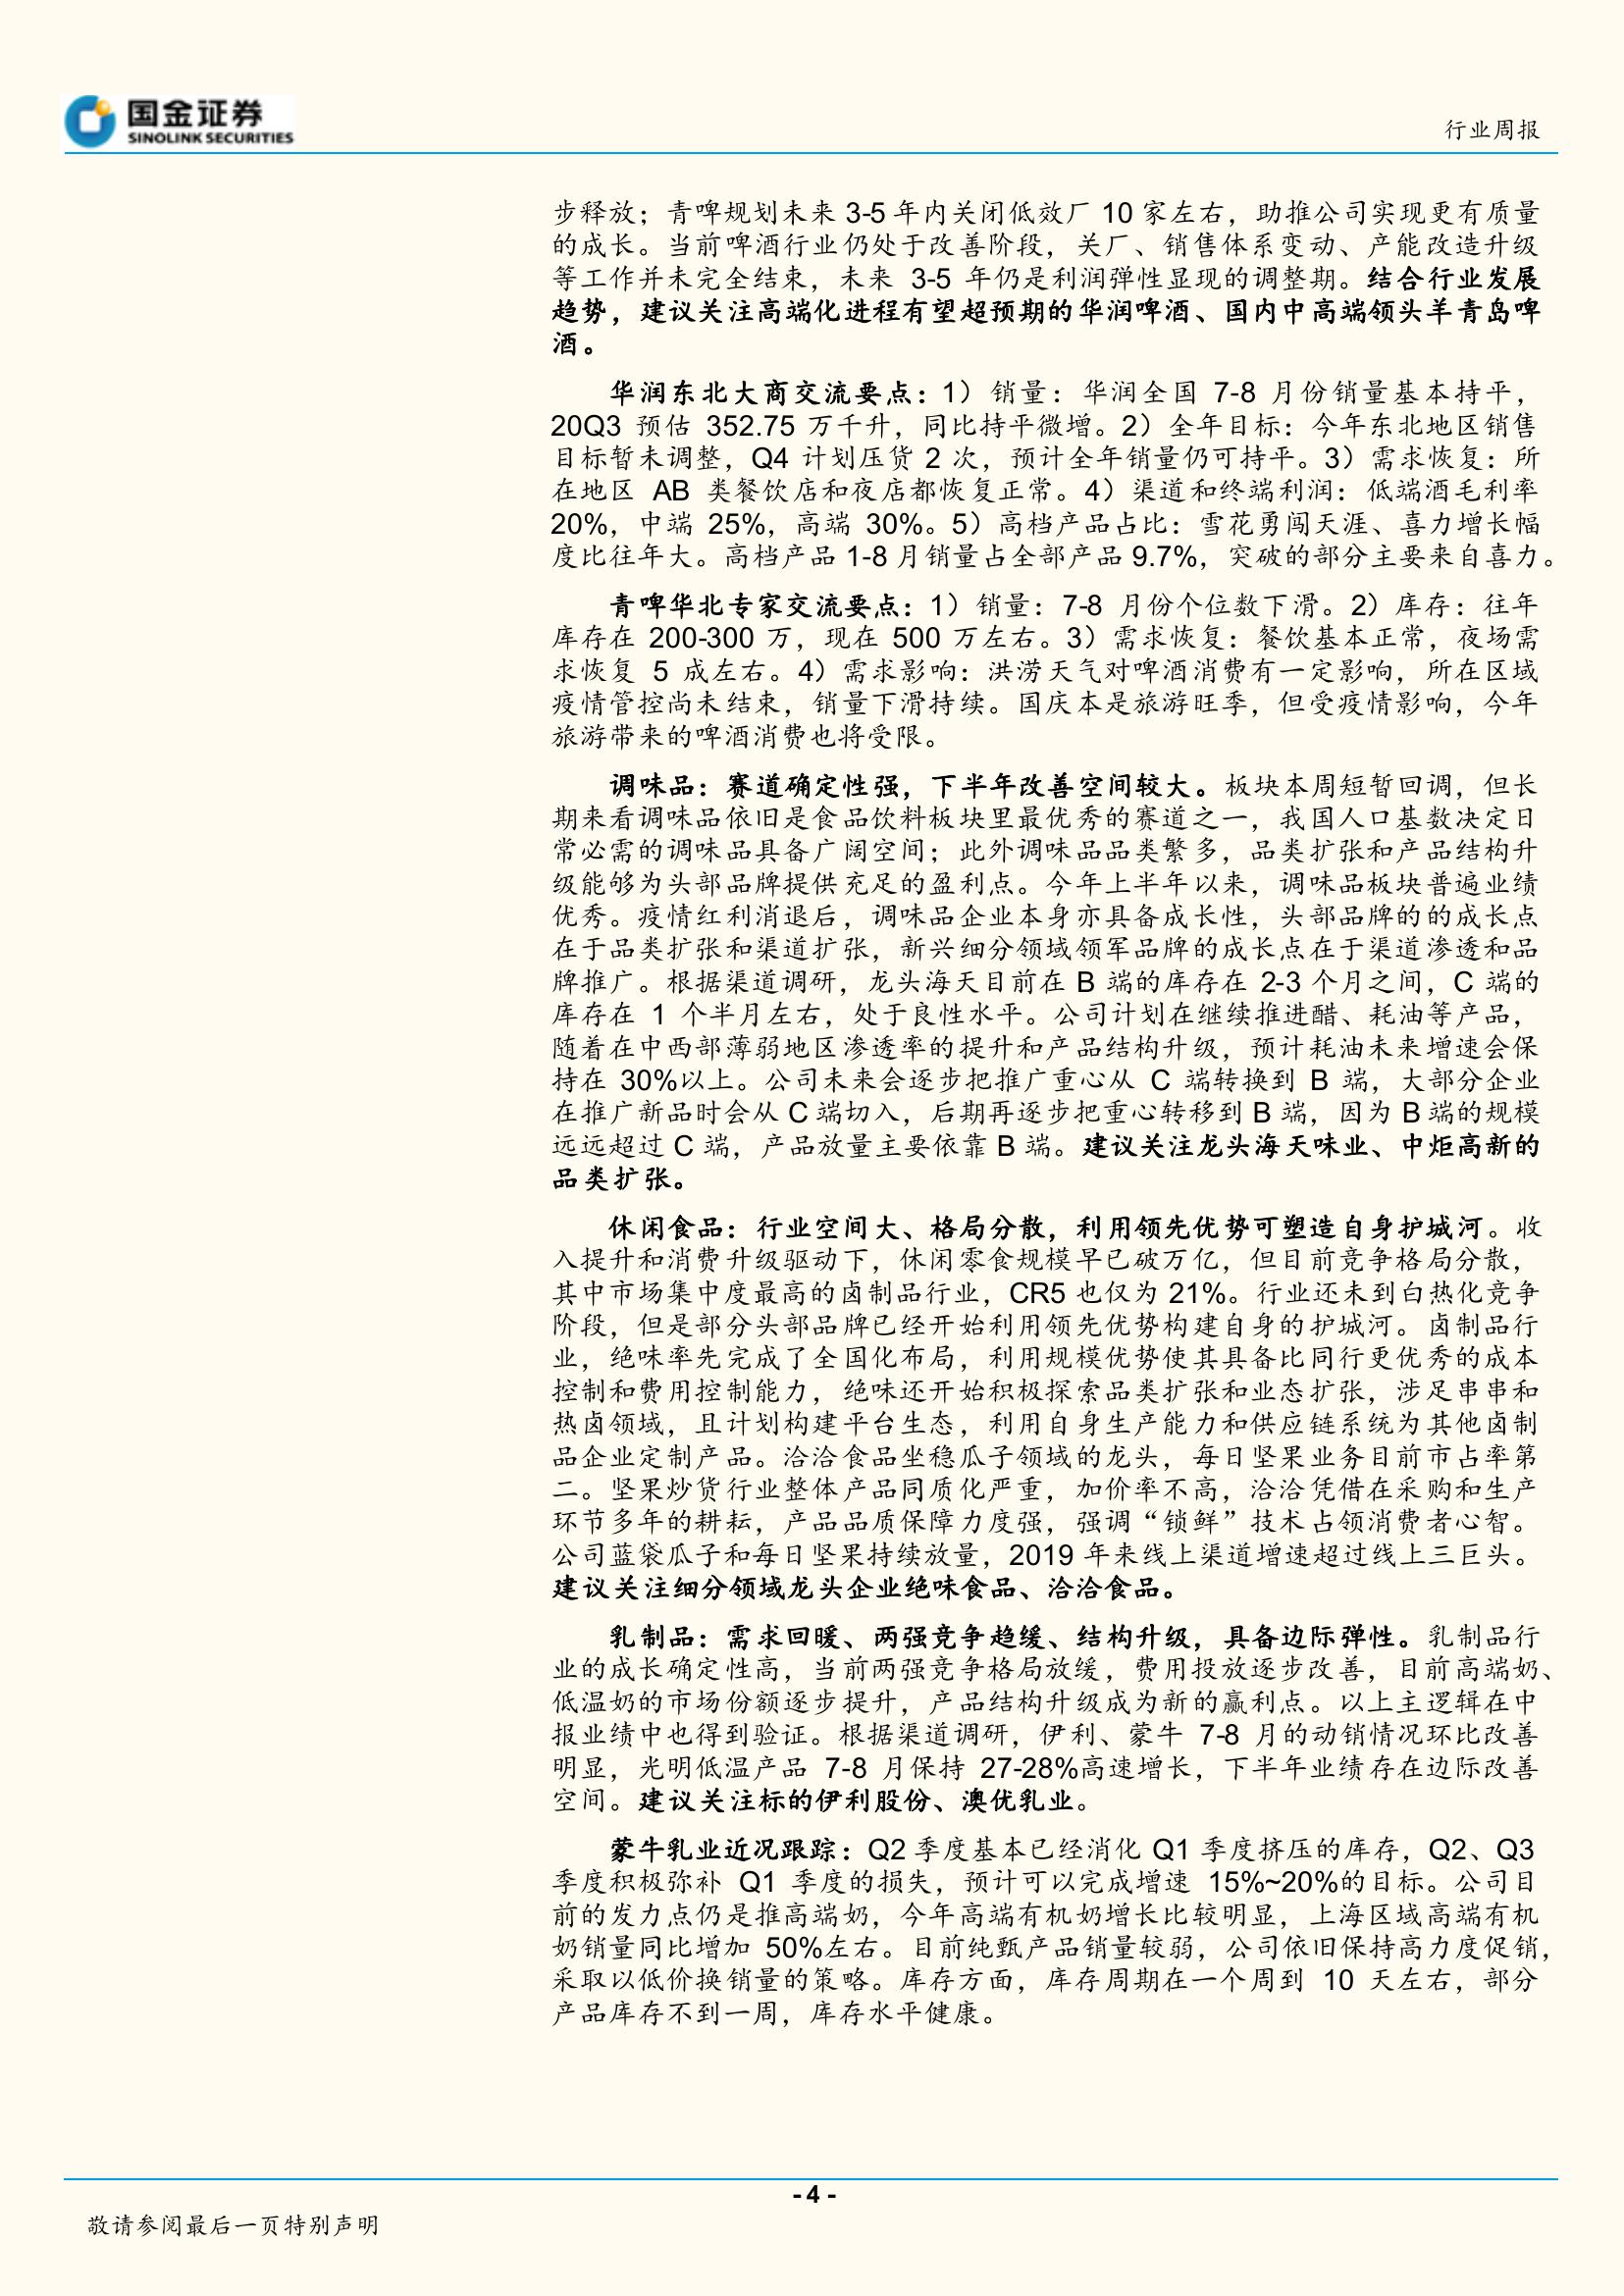 国金证券
SINOLINK SECURITIES
行业周报
步释放；青啤规划未来 3-5 年内关闭低效厂 10 家左右，助推公司实现更有质量
的成长。当前啤酒行业仍处于改善阶段，关厂、销售体系变动、产能改造升级
等工作并未完全结束，未来 3-5 年仍是利润弹性显现的调整期。结合行业发展
趋势，建议关注高端化进程有望超预期的华润啤酒、国内中高端领头羊青岛啤
酒。
华润东北大商交流要点：1）销量：华润全国 7-8 月份销量基本持平，
20Q3 预估 352.75 万千升，同比持平微增。2）全年目标：今年东北地区销售
目标暂未调整，Q4 计划压货 2 次，预计全年销量仍可持平。3）需求恢复：所
在地区 AB 类餐饮店和夜店都恢复正常。4）渠道和终端利润：低端酒毛利率
20%，中端 25%，高端 30%。5）高档产品占比：雪花勇闯天涯、喜力增长幅
度比往年大。高档产品 1-8 月销量占全部产品 9.7%，突破的部分主要来自喜力。
青啤华北专家交流要点：1）销量：7-8 月份个位数下滑。2）库存：往年
库存在 200-300 万，现在 500 万左右。3）需求恢复：餐饮基本正常，夜场需
求恢复 5 成左右。4）需求影响：洪涝天气对啤酒消费有一定影响，所在区域
疫情管控尚未结束，销量下滑持续。国庆本是旅游旺季，但受疫情影响，今年
旅游带来的啤酒消费也将受限。
调味品：赛道确定性强，下半年改善空间较大。板块本周短暂回调，但长
期来看调味品依旧是食品饮料板块里最优秀的赛道之一，我国人口基数决定日
常必需的调味品具备广阔空间；此外调味品品类繁多，品类扩张和产品结构升
级能够为头部品牌提供充足的盈利点。今年上半年以来，调味品板块普遍业绩
优秀。疫情红利消退后，调味品企业本身亦具备成长性，头部品牌的的成长点
在于品类扩张和渠道扩张，新兴细分领域领军品牌的成长点在于渠道渗透和品
牌推广。根据渠道调研，龙头海天目前在 B 端的库存在 2-3 个月之间，C 端的
库存在 1 个半月左右，处于良性水平。公司计划在继续推进醋、耗油等产品，
随着在中西部薄弱地区渗透率的提升和产品结构升级，预计耗油未来增速会保
持在 30%以上。公司未来会逐步把推广重心从 C 端转换到 B 端，大部分企业
在推广新品时会从 C 端切入，后期再逐步把重心转移到 B 端，因为 B 端的规模
远远超过 C 端，产品放量主要依靠 B 端。建议关注龙头海天味业、中炬高新的
品类扩张。
休闲食品：行业空间大、格局分散，利用领先优势可塑造自身护城河。收
入提升和消费升级驱动下，休闲零食规模早已破万亿，但目前竞争格局分散，
其中市场集中度最高的卤制品行业，CR5 也仅为 21%。行业还未到白热化竞争
阶段，但是部分头部品牌已经开始利用领先优势构建自身的护城河。卤制品行
业，绝味率先完成了全国化布局，利用规模优势使其具备比同行更优秀的成本
控制和费用控制能力，绝味还开始积极探索品类扩张和业态扩张，涉足串串和
热卤领域，且计划构建平台生态，利用自身生产能力和供应链系统为其他卤制
品企业定制产品。洽洽食品坐稳瓜子领域的龙头，每日坚果业务目前市占率第
二。坚果炒货行业整体产品同质化严重，加价率不高，洽洽凭借在采购和生产
环节多年的耕耘，产品品质保障力度强，强调“锁鲜”技术占领消费者心智。
公司蓝袋瓜子和每日坚果持续放量，2019 年来线上渠道增速超过线上三巨头。
建议关注细分领域龙头企业绝味食品、洽洽食品。
乳制品：需求回暖、两强竞争趋缓、结构升级，具备边际弹性。乳制品行
业的成长确定性高，当前两强竞争格局放缓，费用投放逐步改善，目前高端奶、
低温奶的市场份额逐步提升，产品结构升级成为新的赢利点。以上主逻辑在中
报业绩中也得到验证。根据渠道调研，伊利、蒙牛 7-8 月的动销情况环比改善
明显，光明低温产品 7-8 月保持 27-28%高速增长，下半年业绩存在边际改善
空间。建议关注标的伊利股份、澳优乳业。
蒙牛乳业近况跟踪：Q2 季度基本已经消化 Q1 季度挤压的库存，Q2、Q3
季度积极弥补 Q1 季度的损失，预计可以完成增速 15%~20%的目标。公司目
前的发力点仍是推高端奶，今年高端有机奶增长比较明显，上海区域高端有机
奶销量同比增加 50%左右。目前纯甄产品销量较弱，公司依旧保持高力度促销，
采取以低价换销量的策略。库存方面，库存周期在一个周到 10 天左右，部分
产品库存不到一周，库存水平健康。
- 4 -
敬请参阅最后一页特别声明